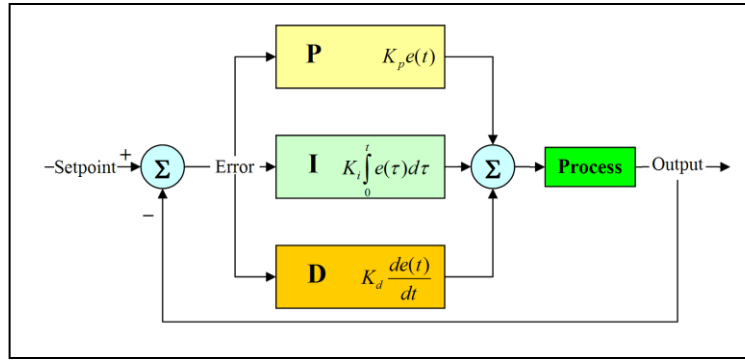 P K_p e(t)
–Setpoint + Σ Error I K_i ∫_0^t e(τ)dτ Σ Process Output
–
D K_d de(t)/dt